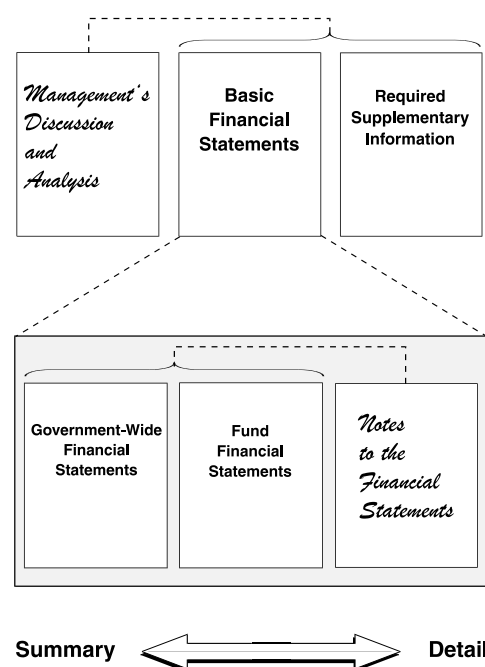 Management's
Discussion
and
Analysis
Basic
Financial
Statements
Required
Supplementary
Information
Government-Wide
Financial
Statements
Fund
Financial
Statements
Notes
to the
Financial
Statements
Summary
Detail